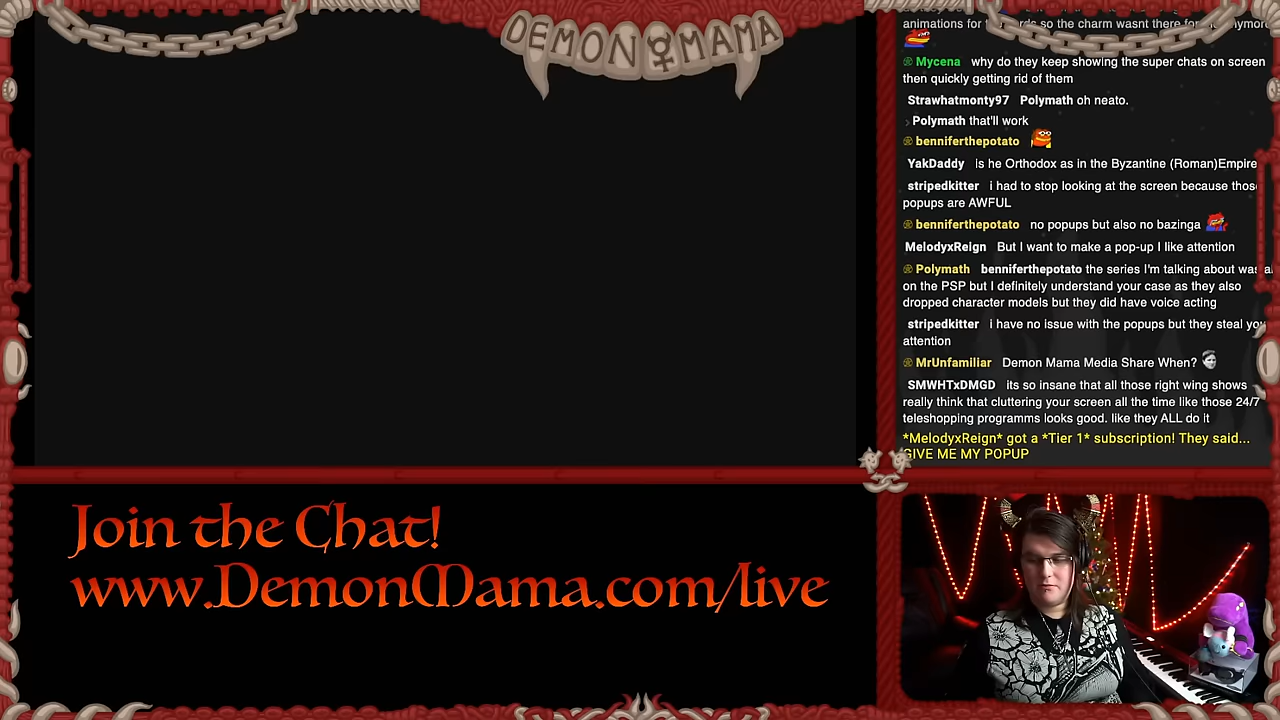 DEMON MAMA
animations for so the charm wasnt there for
Mycena why do they keep showing the super chats on screen
then quickly getting rid of them
Strawhatmonty97 Polymath oh neato.
Polymath that'll work
benniferthepotato
YakDaddy Is he Orthodox as in the Byzantine (Roman)Empire
stripedkitter i had to stop looking at the screen because those
popups are AWFUL
benniferthepotato no popups but also no bazinga
MelodyxReign But I want to make a pop-up I like attention
Polymath benniferthepotato the series I'm talking about was
on the PSP but I definitely understand your case as they also
dropped character models but they did have voice acting
stripedkitter i have no issue with the popups but they steal you
attention
MrUnfamiliar Demon Mama Media Share When?
SMWHTxDMGD its so insane that all those right wing shows
really think that cluttering your screen all the time like those 24/7
teleshopping programms looks good. like they ALL do it
*MelodyxReign* got a *Tier 1* subscription! They said...
GIVE ME MY POPUP
Join the Chat!
www.DemonMama.com/live